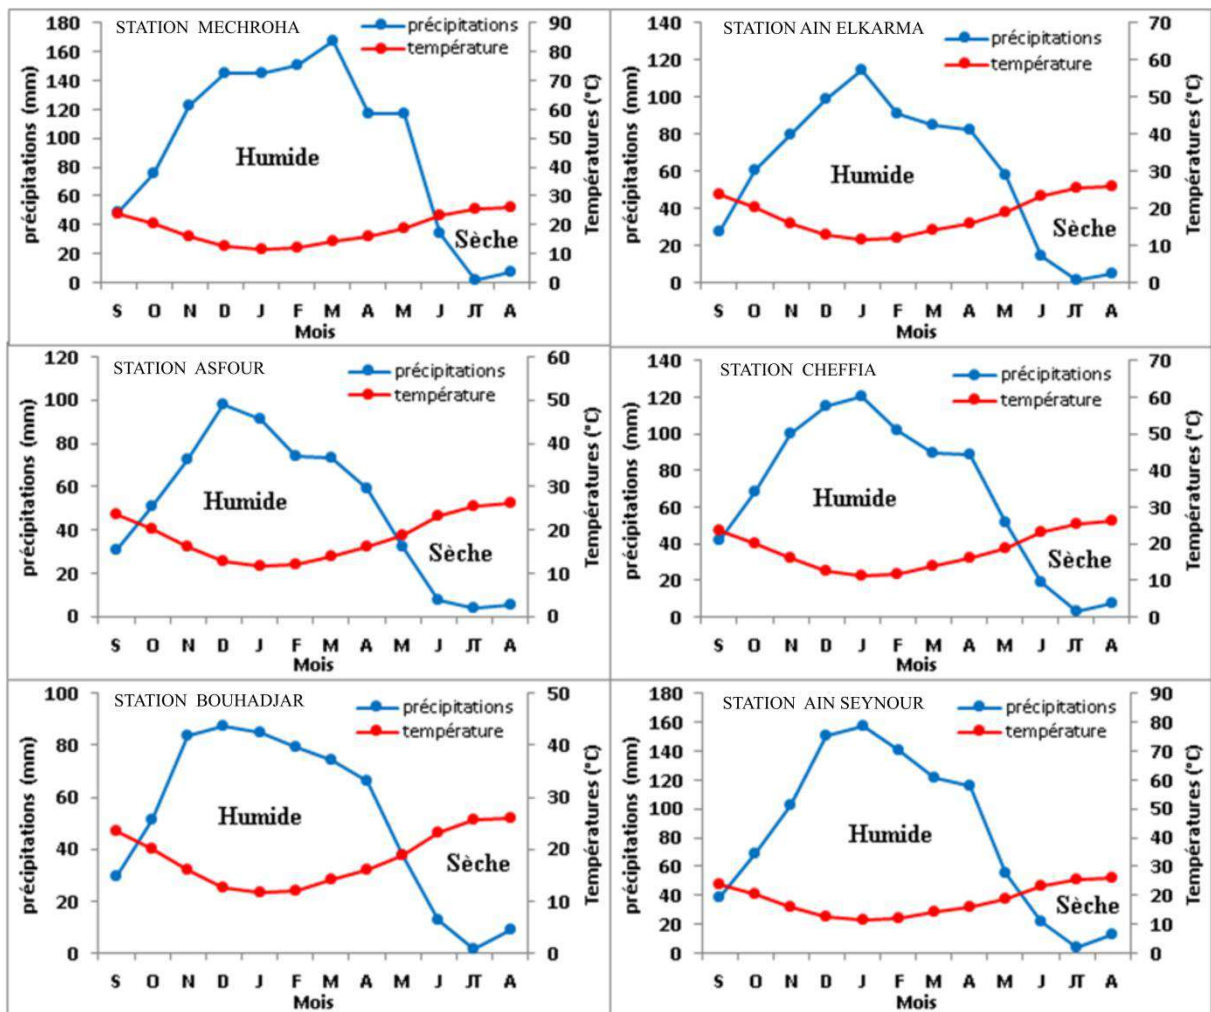 STATION MECHROHA
précipitations
température
précipitations (mm)
180
160
140
120
100
80
60
40
20
0
Humide
Sèche
90
80
70
60
50
40
30
20
10
0
Températures (°C)
S O N D J F M A M J JT A
Mois
STATION AIN ELKARMA
précipitations
température
précipitations (mm)
140
120
100
80
60
40
20
0
Humide
Sèche
70
60
50
40
30
20
10
0
Températures (°C)
S O N D J F M A M J JT A
Mois
STATION ASFOUR
précipitations
température
précipitations (mm)
120
100
80
60
40
20
0
Humide
Sèche
60
50
40
30
20
10
0
Températures (°C)
S O N D J F M A M J JT A
Mois
STATION CHEFFIA
précipitations
température
précipitations (mm)
140
120
100
80
60
40
20
0
Humide
Sèche
70
60
50
40
30
20
10
0
Températures (°C)
S O N D J F M A M J JT A
Mois
STATION BOUHADJAR
précipitations
température
précipitations (mm)
100
80
60
40
20
0
Humide
Sèche
50
40
30
20
10
0
Températures (°C)
S O N D J F M A M J JT A
Mois
STATION AIN SEYNOUR
précipitations
température
précipitations (mm)
180
160
140
120
100
80
60
40
20
0
Humide
Sèche
90
80
70
60
50
40
30
20
10
0
Températures (°C)
S O N D J F M A M J JT A
Mois